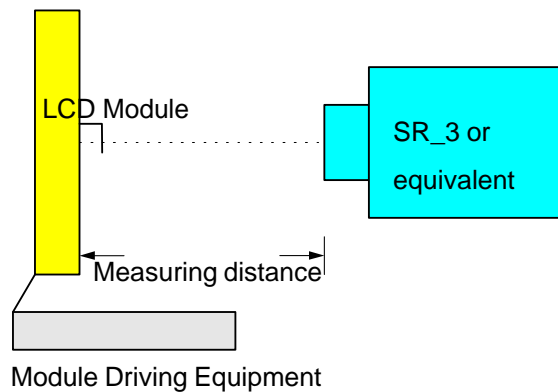 LCD Module
SR_3 or
equivalent
Measuring distance
Module Driving Equipment